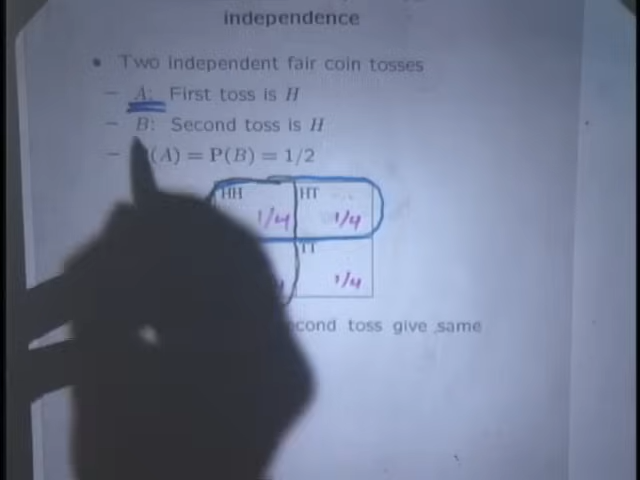 independence
• Two independent fair coin tosses
– A: First toss is H
– B: Second toss is H
– (A) = P(B) = 1/2
HH HT
1/4 1/4
TT
1/4
cond toss give same